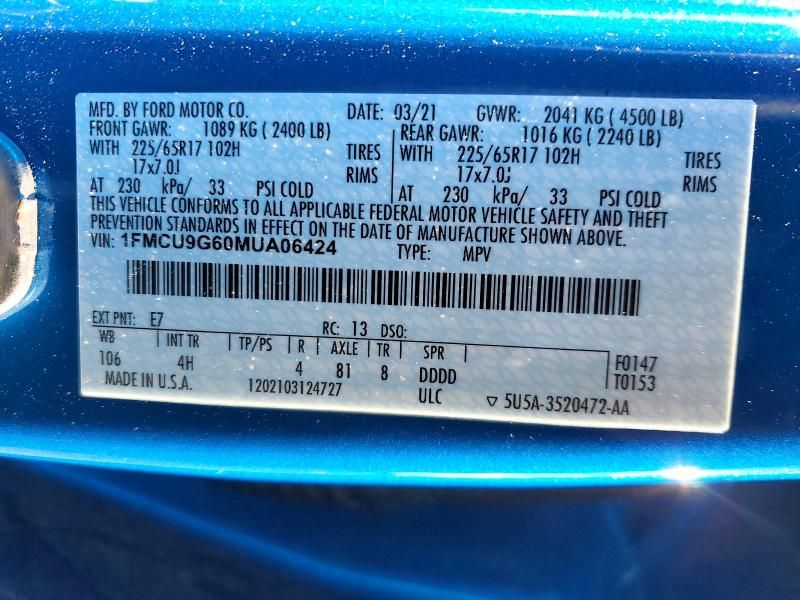 MFD. BY FORD MOTOR CO. DATE: 03/21 GVWR: 2041 KG ( 4500 LB)
FRONT GAWR: 1089 KG ( 2400 LB) REAR GAWR: 1016 KG ( 2240 LB)
WITH 225/65R17 102H TIRES WITH 225/65R17 102H TIRES
17x7.0J RIMS 17x7.0J RIMS
AT 230 kPa/ 33 PSI COLD AT 230 kPa/ 33 PSI COLD
THIS VEHICLE CONFORMS TO ALL APPLICABLE FEDERAL MOTOR VEHICLE SAFETY AND THEFT
PREVENTION STANDARDS IN EFFECT ON THE DATE OF MANUFACTURE SHOWN ABOVE.
VIN: 1FMCU9G60MUA06424 TYPE: MPV
EXT PNT: E7 RC: 13 DSO:
WB INT TR TP/PS R AXLE TR SPR F0147
106 4H 4 81 8 DDDD T0153
MADE IN U.S.A. 1202103124727 ULC ▽ 5U5A-3520472-AA